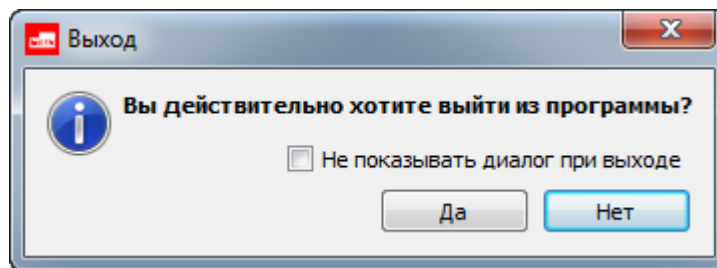 Выход
Вы действительно хотите выйти из программы?
Не показывать диалог при выходе
Да
Нет